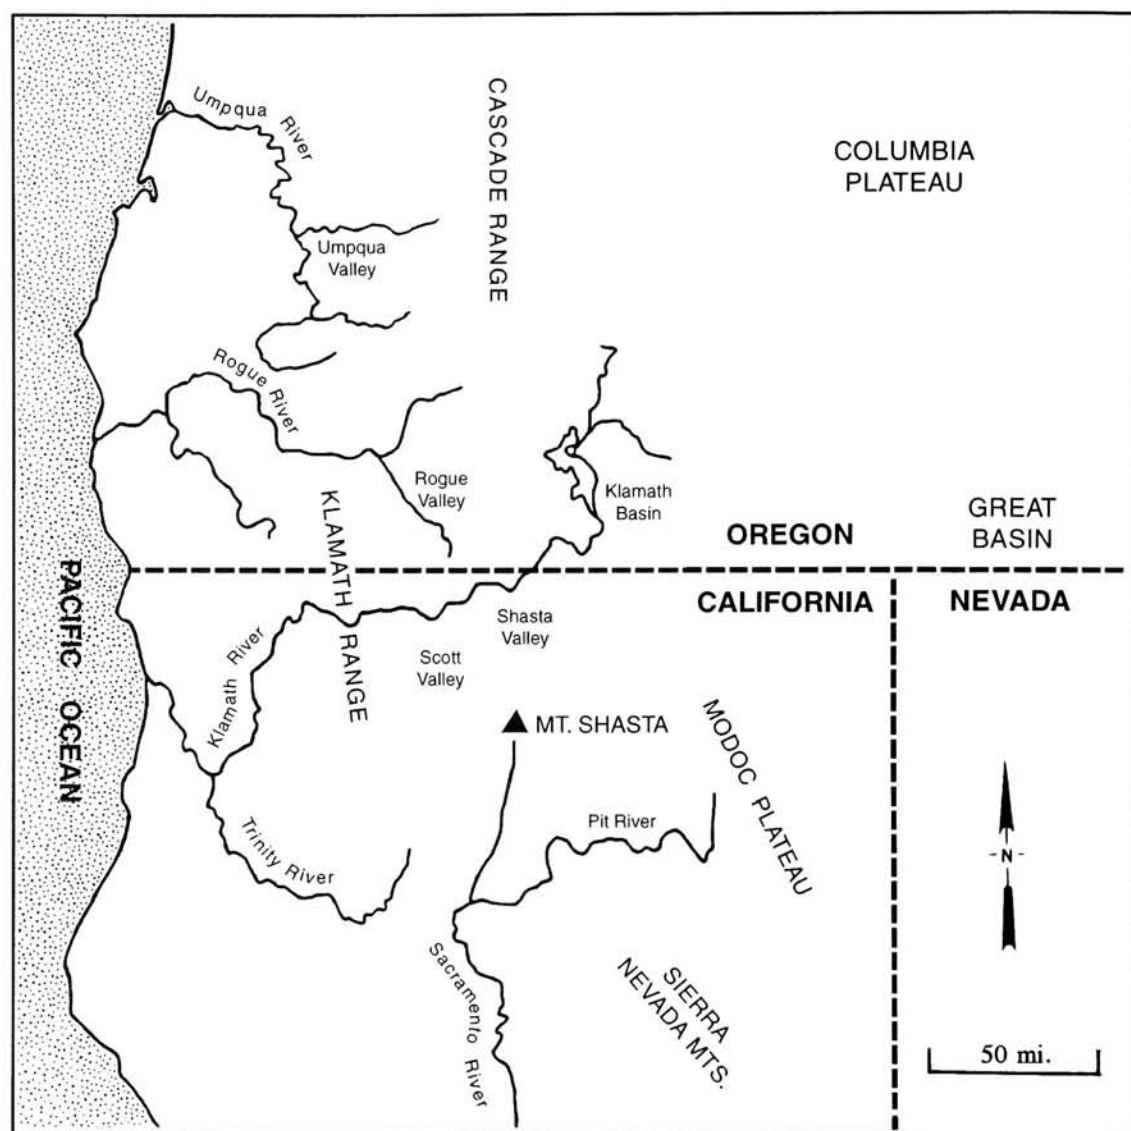 Umpqua River
CASCADE RANGE
COLUMBIA
PLATEAU
Umpqua
Valley
Rogue River
Rogue
Valley
Klamath
Basin
KLAMATH RANGE
OREGON
GREAT
BASIN
PACIFIC OCEAN
CALIFORNIA
NEVADA
Shasta
Valley
Scott
Valley
Klamath River
MT. SHASTA
MODOC PLATEAU
Pit River
Trinity River
-N-
Sacramento River
SIERRA
NEVADA MTS.
50 mi.